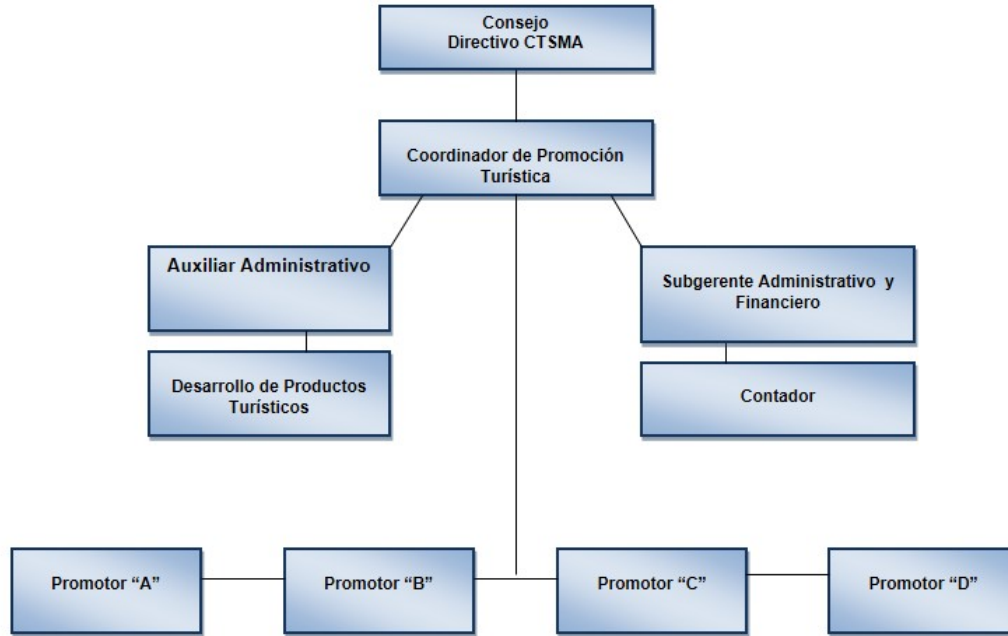 Consejo
Directivo CTSMA
Coordinador de Promoción
Turística
Auxiliar Administrativo
Subgerente Administrativo y
Financiero
Desarrollo de Productos
Turísticos
Contador
Promotor “A”
Promotor “B”
Promotor “C”
Promotor “D”